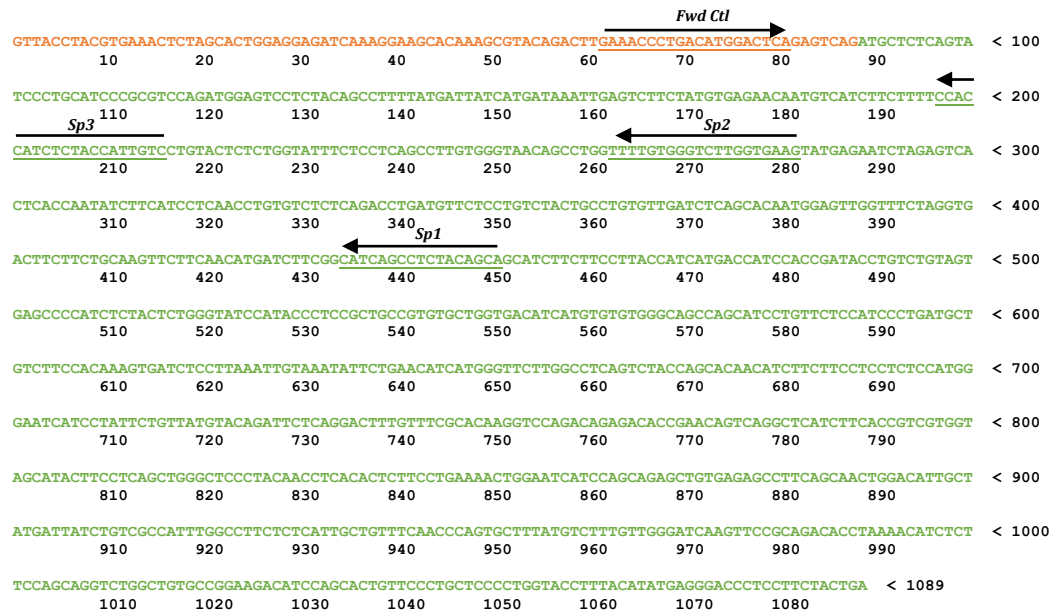 Fwd Ctl
GTTACCTACGTGAAACTCTAGCACTGGAGGAGATCAAAGGAAGCACAAAGCGTACAGACTTGAAACCCTGACATGGACTCAGAGTCAGATGCTCTCAGTA < 100
10 20 30 40 50 60 70 80 90
TCCCTGCATCCCGCGTCCAGATGGAGTCCTCTACAGCCTTTTATGATTATCATGATAAATTGAGTCTTCTATGTGAGAACAATGTCATCTTCTTTTCCAC < 200
110 120 130 140 150 160 170 180 190
Sp3 Sp2
CATCTCTACCATTGTCCTGTACTCTCTGGTATTTCTCCTCAGCCTTGTGGGTAACAGCCTGGTTTTGTGGGTCTTGGTGAAGTATGAGAATCTAGAGTCA < 300
210 220 230 240 250 260 270 280 290
CTCACCAATATCTTCATCCTCAACCTGTGTCTCTCAGACCTGATGTTCTCCTGTCTACTGCCTGTGTTGATCTCAGCACAATGGAGTTGGTTTCTAGGTG < 400
310 320 330 340 350 360 370 380 390
Sp1
ACTTCTTCTGCAAGTTCTTCAACATGATCTTCGGCATCAGCCTCTACAGCAGCATCTTCTTCCTTACCATCATGACCATCCACCGATACCTGTCTGTAGT < 500
410 420 430 440 450 460 470 480 490
GAGCCCCATCTCTACTCTGGGTATCCATACCCTCCGCTGCCGTGTGCTGGTGACATCATGTGTGTGGGCAGCCAGCATCCTGTTCTCCATCCCTGATGCT < 600
510 520 530 540 550 560 570 580 590
GTCTTCCACAAAGTGATCTCCTTAAATTGTAAATATTCTGAACATCATGGGTTCTTGGCCTCAGTCTACCAGCACAACATCTTCTTCCTCCTCTCCATGG < 700
610 620 630 640 650 660 670 680 690
GAATCATCCTATTCTGTTATGTACAGATTCTCAGGACTTTGTTTCGCACAAGGTCCAGACAGAGACACCGAACAGTCAGGCTCATCTTCACCGTCGTGGT < 800
710 720 730 740 750 760 770 780 790
AGCATACTTCCTCAGCTGGGCTCCCTACAACCTCACACTCTTCCTGAAAACTGGAATCATCCAGCAGAGCTGTGAGAGCCTTCAGCAACTGGACATTGCT < 900
810 820 830 840 850 860 870 880 890
ATGATTATCTGTCGCCATTTGGCCTTCTCTCATTGCTGTTTCAACCCAGTGCTTTATGTCTTTGTTGGGATCAAGTTCCGCAGACACCTAAAACATCTCT < 1000
910 920 930 940 950 960 970 980 990
TCCAGCAGGTCTGGCTGTGCCGGAAGACATCCAGCACTGTTCCCTGCTCCCCTGGTACCTTTACATATGAGGGACCCTCCTTCTACTGA < 1089
1010 1020 1030 1040 1050 1060 1070 1080